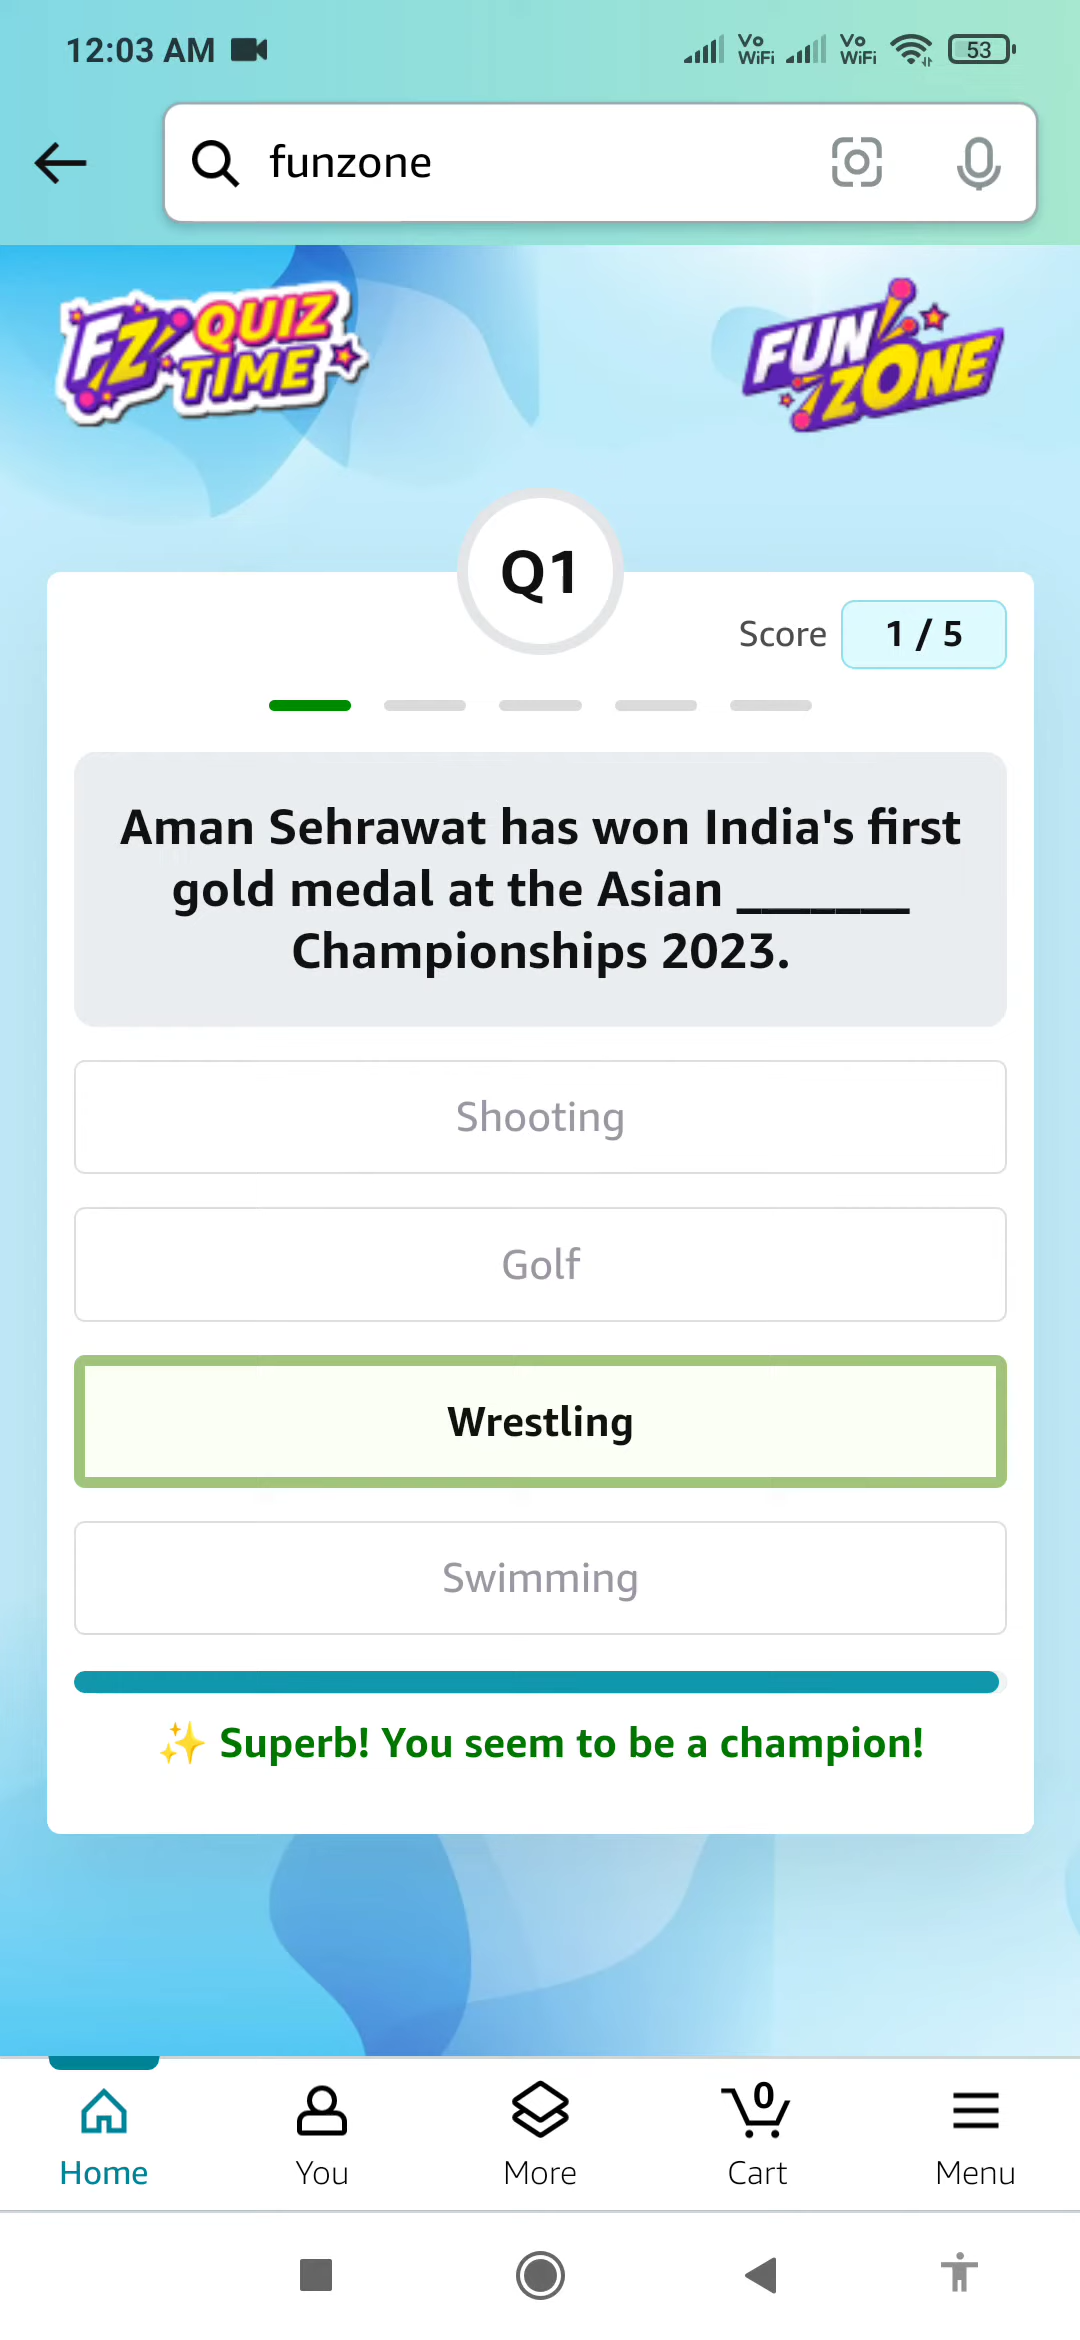 12:03 AM
Vo WiFi Vo WiFi 53
funzone
FZ QUIZ TIME
FUN ZONE
Q1
Score 1 / 5
Aman Sehrawat has won India's first
gold medal at the Asian _______
Championships 2023.
Shooting
Golf
Wrestling
Swimming
✨ Superb! You seem to be a champion!
0
Home You More Cart Menu